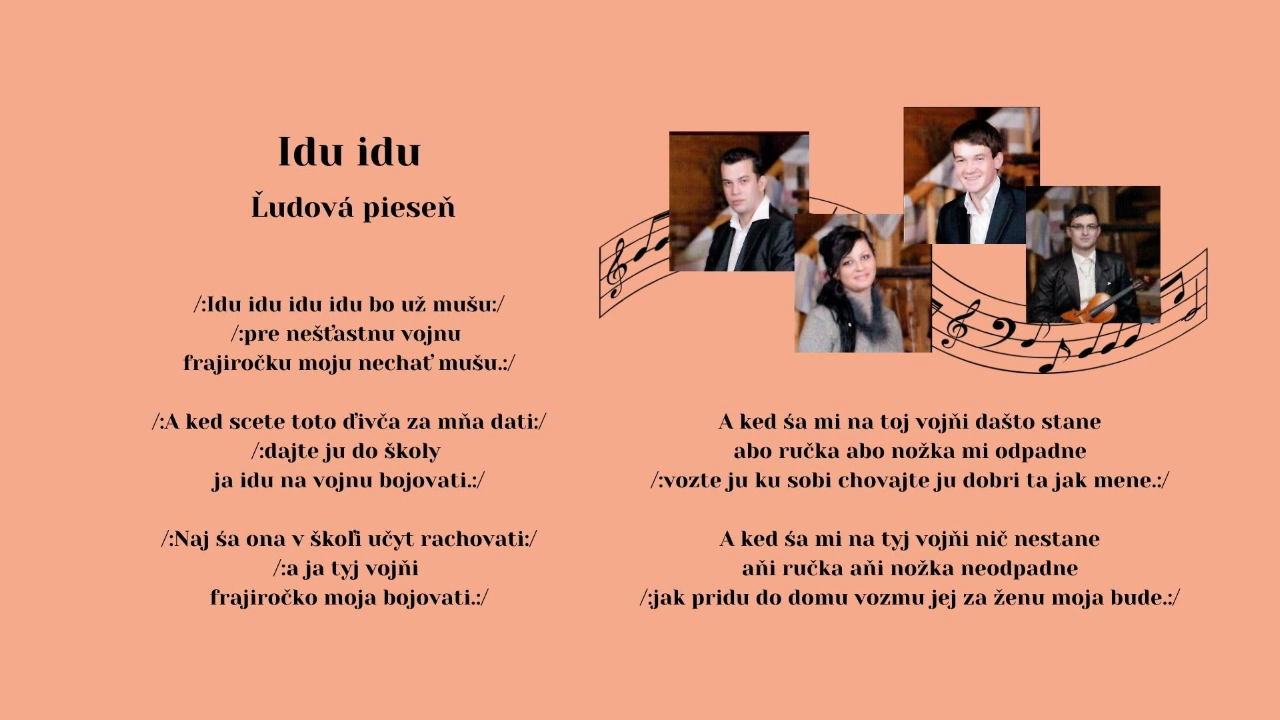 Idu idu
Ľudová pieseň
/:Idu idu idu idu bo už mušu:/
/:pre nešťastnu vojnu
frajiročku moju nechať mušu.:/
/:A ked scete toto ďivča za mňa dati:/
/:dajte ju do školy
ja idu na vojnu bojovati.:/
/:Naj śa ona v školi učyt rachovati:/
/:a ja tyj vojňi
frajiročko moja bojovati.:/
A ked śa mi na toj vojňi dašto stane
abo ručka abo nožka mi odpadne
/:vozte ju ku sobi chovajte ju dobri ta jak mene.:/
A ked śa mi na tyj vojňi nič nestane
aňi ručka aňi nožka neodpadne
/:jak pridu do domu vozmu jej za ženu moja bude.:/